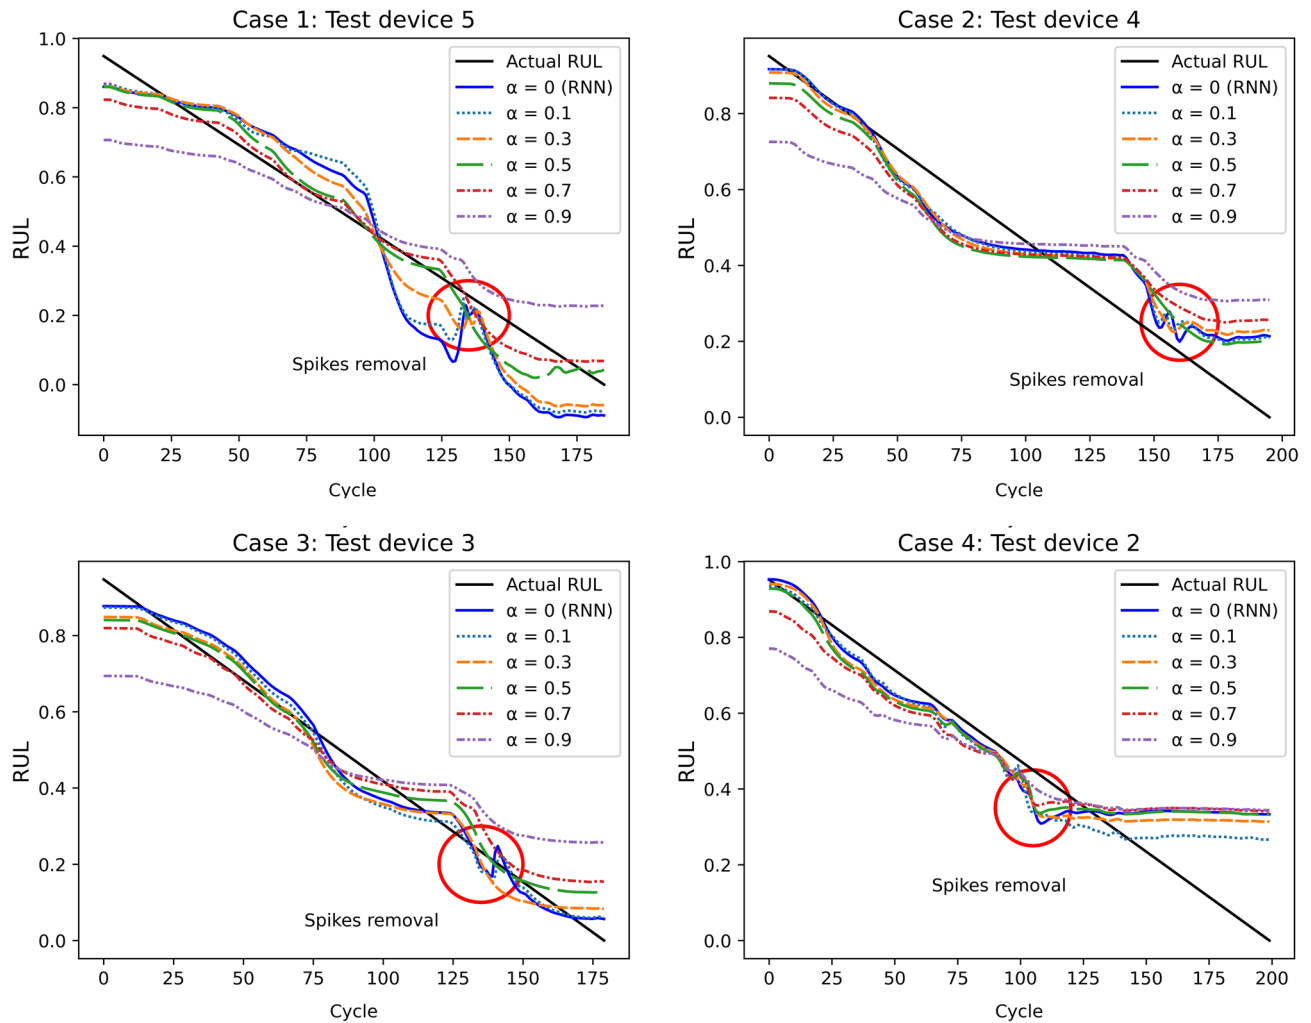 Case 1: Test device 5
1.0
0.8
0.6
0.4
0.2
0.0
RUL
Actual RUL
α = 0 (RNN)
α = 0.1
α = 0.3
α = 0.5
α = 0.7
α = 0.9
Spikes removal
0 25 50 75 100 125 150 175
Cycle
Case 2: Test device 4
0.8
0.6
0.4
0.2
0.0
RUL
Actual RUL
α = 0 (RNN)
α = 0.1
α = 0.3
α = 0.5
α = 0.7
α = 0.9
Spikes removal
0 25 50 75 100 125 150 175 200
Cycle
Case 3: Test device 3
0.8
0.6
0.4
0.2
0.0
RUL
Actual RUL
α = 0 (RNN)
α = 0.1
α = 0.3
α = 0.5
α = 0.7
α = 0.9
Spikes removal
0 25 50 75 100 125 150 175
Cycle
Case 4: Test device 2
1.0
0.8
0.6
0.4
0.2
0.0
RUL
Actual RUL
α = 0 (RNN)
α = 0.1
α = 0.3
α = 0.5
α = 0.7
α = 0.9
Spikes removal
0 25 50 75 100 125 150 175 200
Cycle